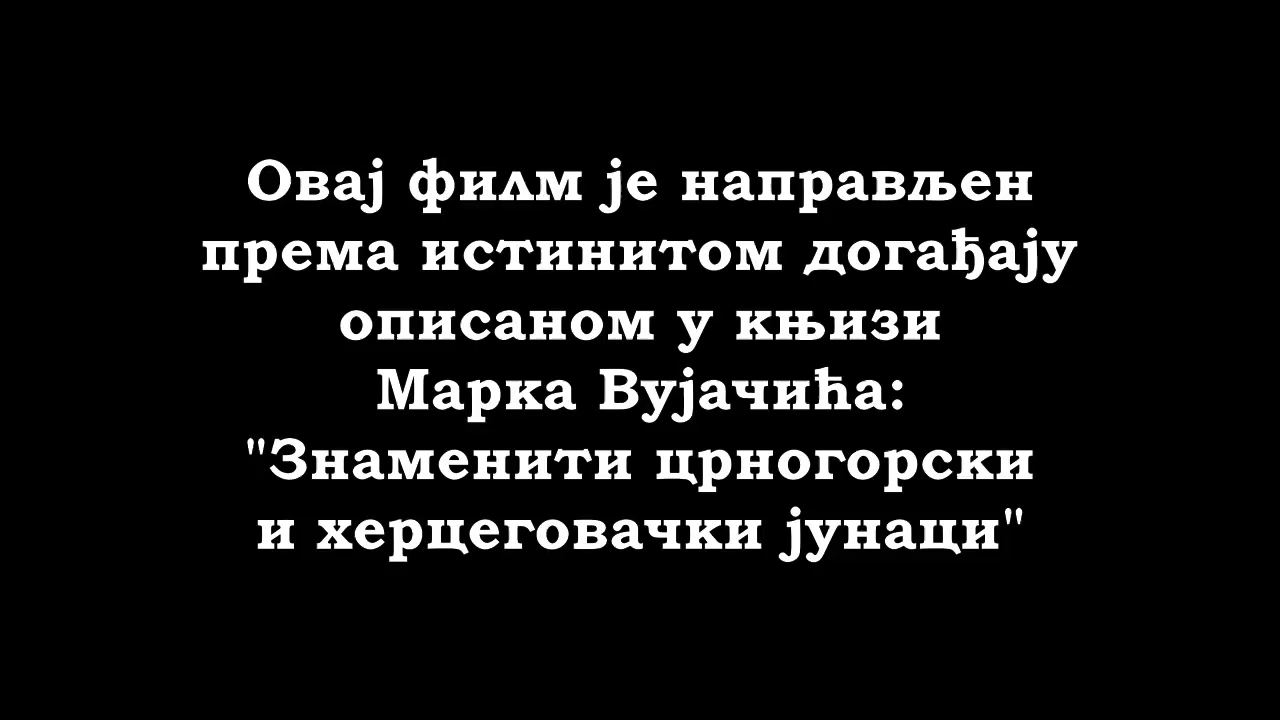 Овај филм је направљен
према истинитом догађају
описаном у књизи
Марка Вујачића:
"Знаменити црногорски
и херцеговачки јунаци"